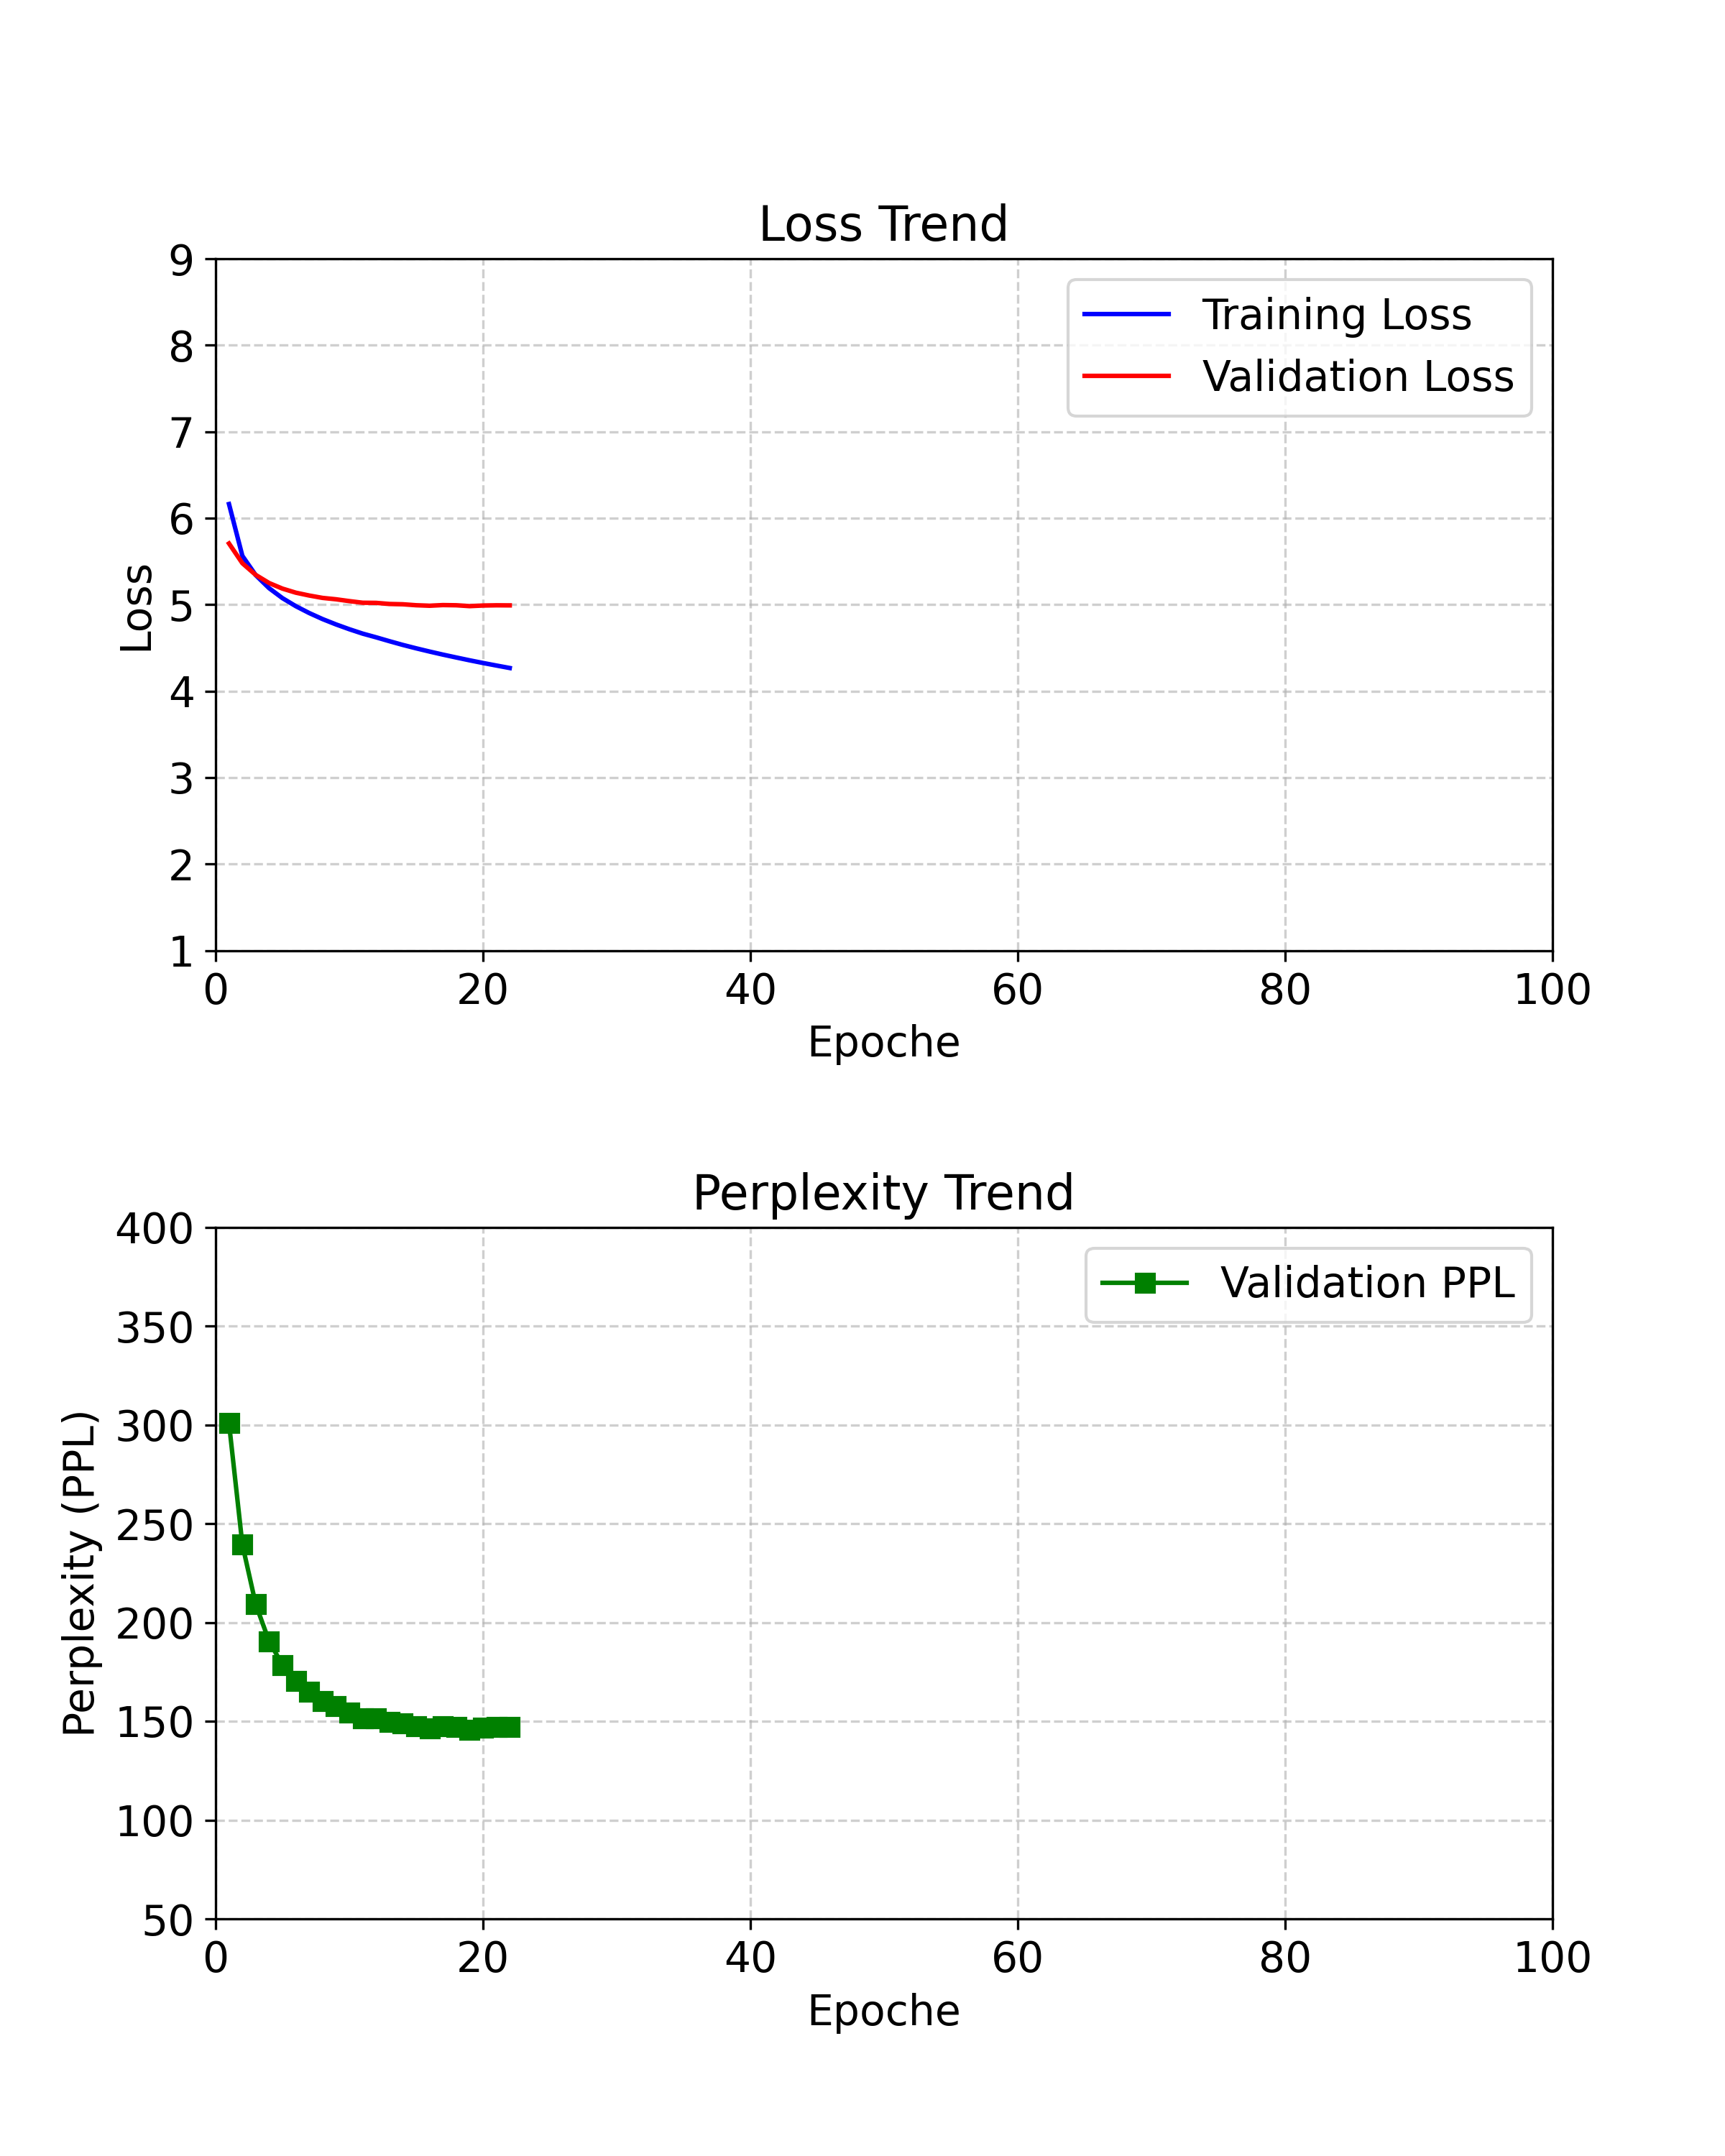 Loss Trend
9
8
7
6
5
4
3
2
1
Loss
Training Loss
Validation Loss
0 20 40 60 80 100
Epoche
Perplexity Trend
400
350
300
250
200
150
100
50
Perplexity (PPL)
Validation PPL
0 20 40 60 80 100
Epoche